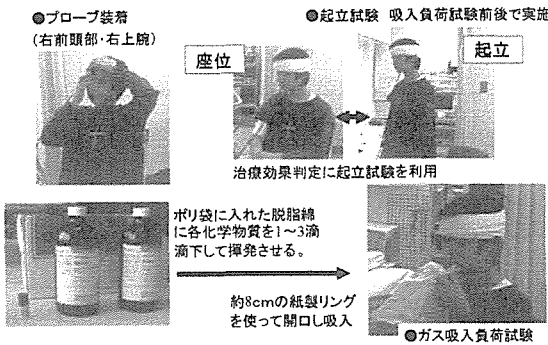 ●プローブ装着
(右前頭部・右上腕)
●起立試験 吸入負荷試験前後で実施
座位
起立
治療効果判定に起立試験を利用
ポリ袋に入れた脱脂綿
に各化学物質を1～3滴
滴下して揮発させる。
約8cmの紙製リング
を使って開口し吸入
●ガス吸入負荷試験